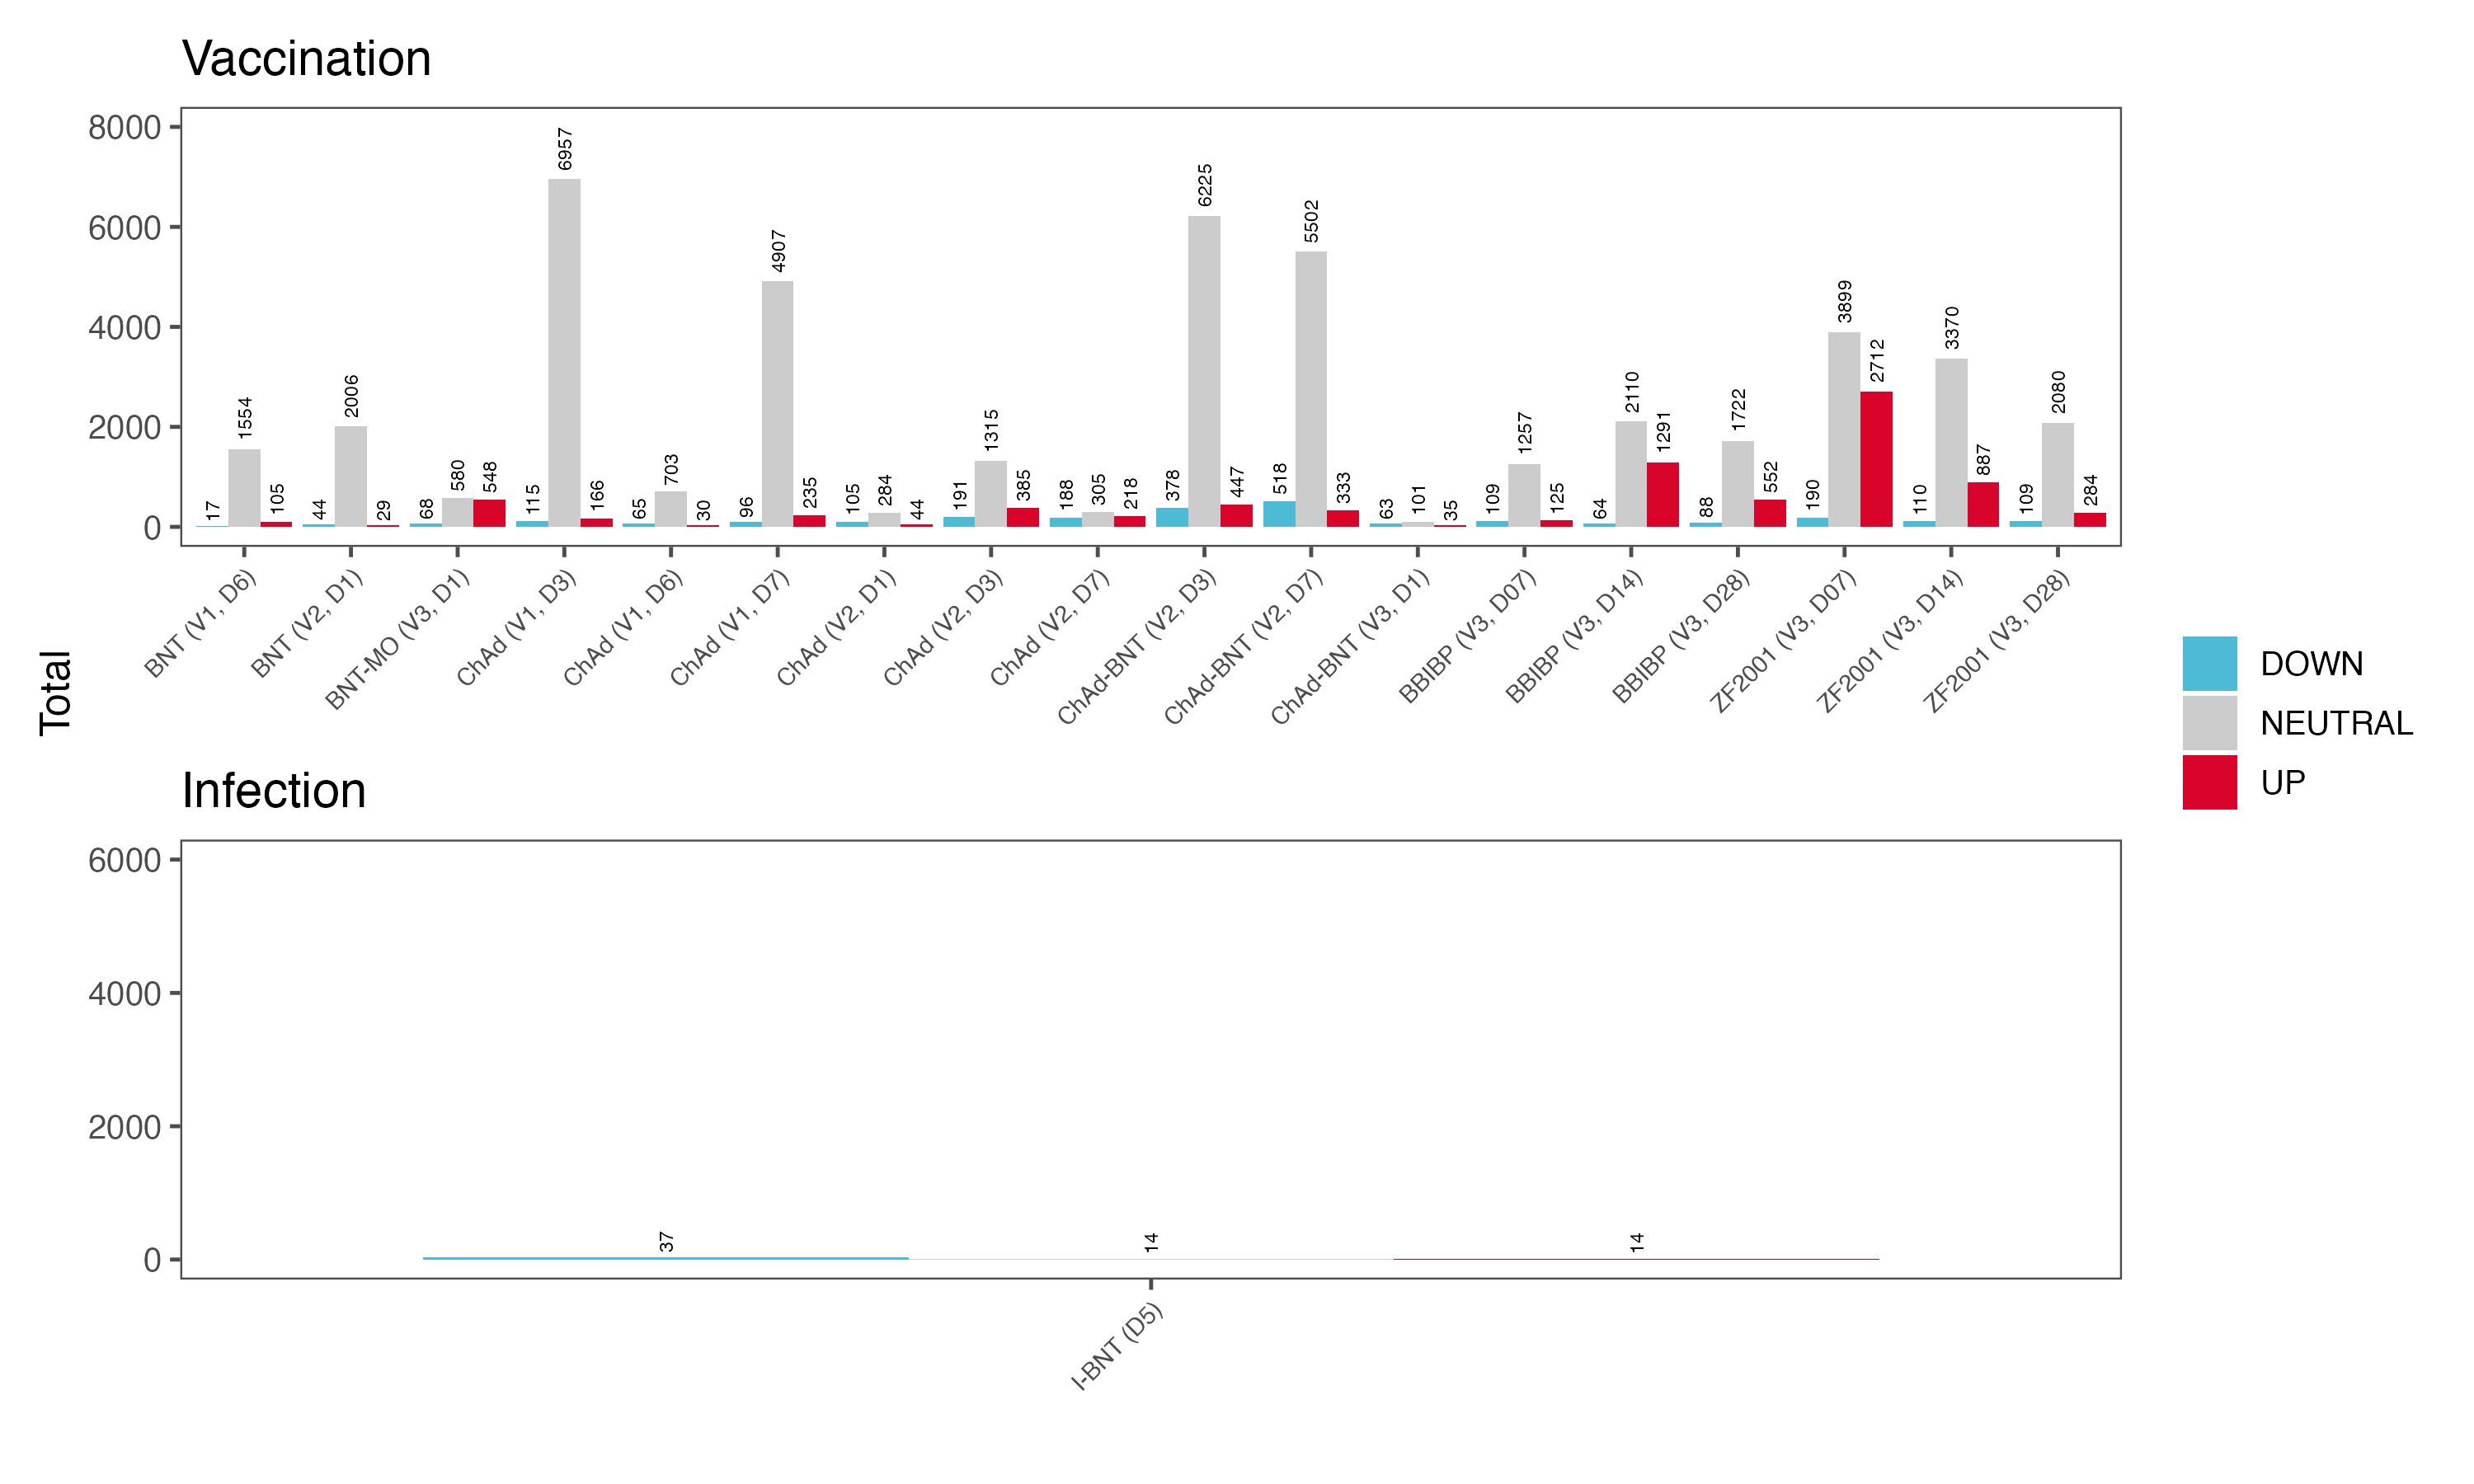 Vaccination
8000
6000
4000
2000
0
17 1554 105
44 2006 29
68 580 548
115 6957 166
65 703 30
96 4907 235
105 284 44
191 1315 385
188 305 218
378 6225 447
518 5502 333
63 101 35
109 1257 125
64 2110 1291
88 1722 552
190 3899 2712
110 3370 887
109 2080 284
BNT (V1, D6)
BNT (V2, D1)
BNT-MO (V3, D1)
ChAd (V1, D3)
ChAd (V1, D6)
ChAd (V1, D7)
ChAd (V2, D1)
ChAd (V2, D3)
ChAd (V2, D7)
ChAd-BNT (V2, D3)
ChAd-BNT (V2, D7)
ChAd-BNT (V3, D1)
BBIBP (V3, D07)
BBIBP (V3, D14)
BBIBP (V3, D28)
ZF2001 (V3, D07)
ZF2001 (V3, D14)
ZF2001 (V3, D28)
Total
DOWN
NEUTRAL
UP
Infection
6000
4000
2000
0
37 14 14
I-BNT (D5)